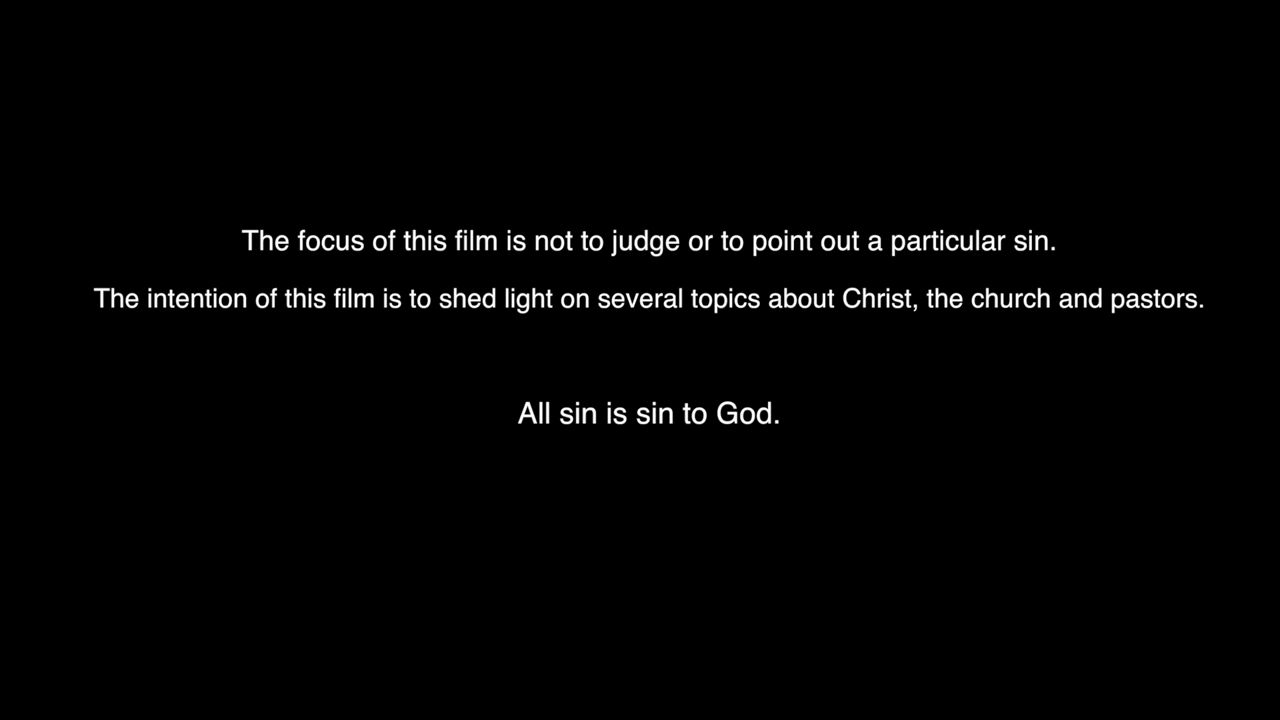 The focus of this film is not to judge or to point out a particular sin.
The intention of this film is to shed light on several topics about Christ, the church and pastors.
All sin is sin to God.